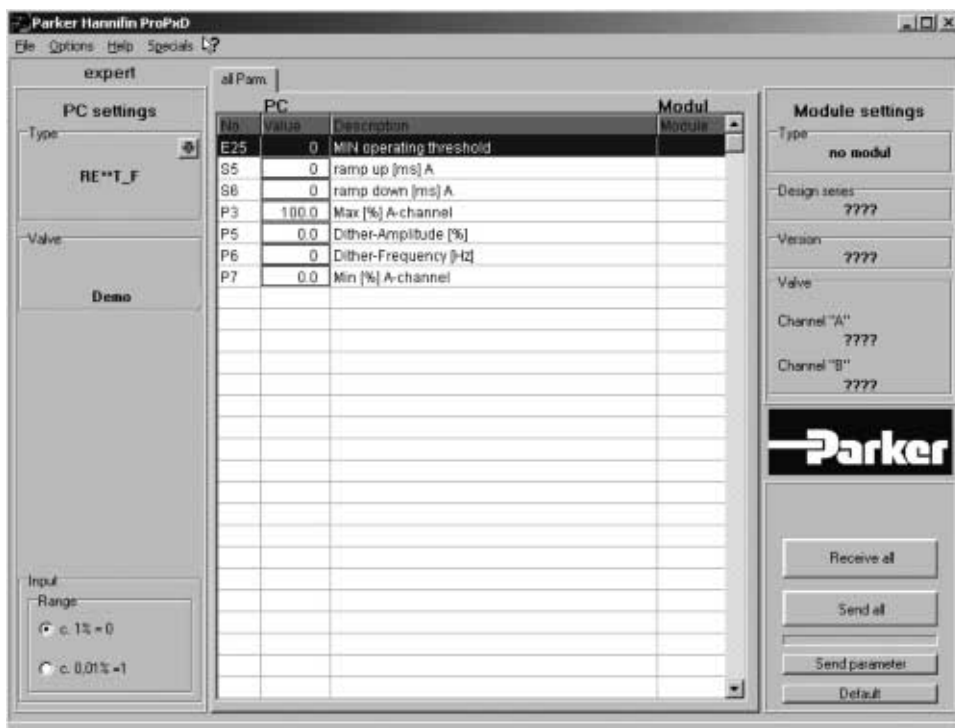 Parker Hannifin ProPxD
File Options Help Specials ?
expert
PC settings
Type
RE**T_F
Valve
Demo
Input
Range
c. 1% = 0
c. 0,01% =1
all Parm.
PC Modul
No. Value Description Module
E25 0 MIN operating threshold
S5 0 ramp up [ms] A
S6 0 ramp down [ms] A
P3 100.0 Max [%] A-channel
P5 0.0 Dither-Amplitude [%]
P6 0 Dither-Frequency [Hz]
P7 0.0 Min [%] A-channel
Module settings
Type
no modul
Design series
????
Version
????
Valve
Channel "A"
????
Channel "B"
????
Parker
Receive all
Send all
Send parameter
Default